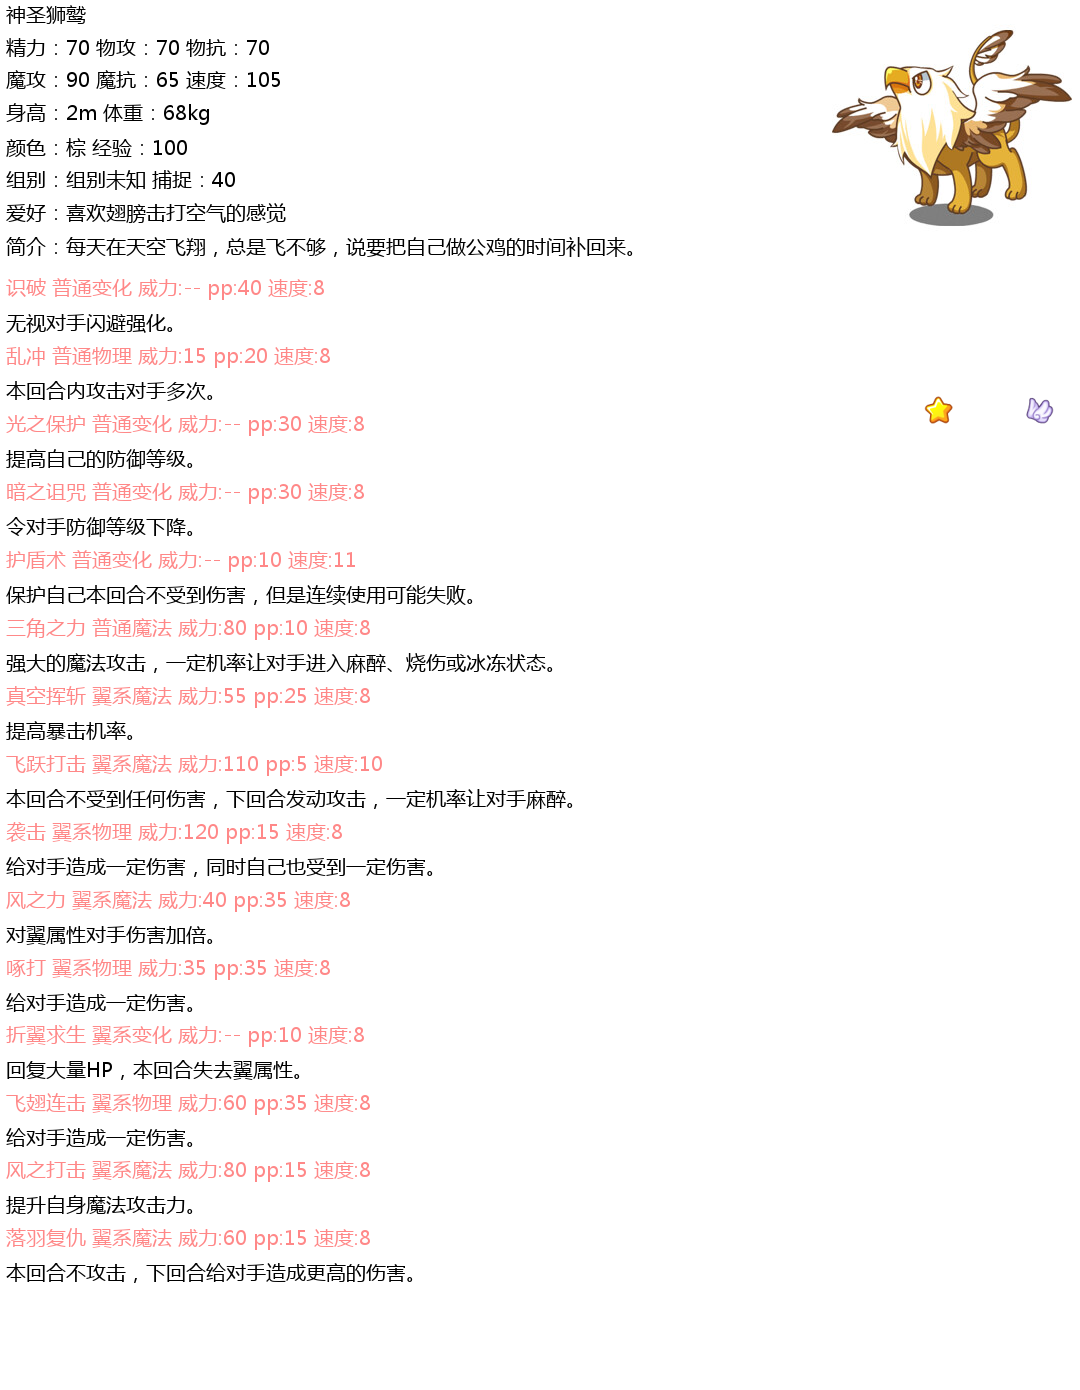 神圣狮鹫
精力：70 物攻：70 物抗：70
魔攻：90 魔抗：65 速度：105
身高：2m 体重：68kg
颜色：棕 经验：100
组别：组别未知 捕捉：40
爱好：喜欢翅膀击打空气的感觉
简介：每天在天空飞翔，总是飞不够，说要把自己做公鸡的时间补回来。
识破 普通变化 威力:-- pp:40 速度:8
无视对手闪避强化。
乱冲 普通物理 威力:15 pp:20 速度:8
本回合内攻击对手多次。
光之保护 普通变化 威力:-- pp:30 速度:8
提高自己的防御等级。
暗之诅咒 普通变化 威力:-- pp:30 速度:8
令对手防御等级下降。
护盾术 普通变化 威力:-- pp:10 速度:11
保护自己本回合不受到伤害，但是连续使用可能失败。
三角之力 普通魔法 威力:80 pp:10 速度:8
强大的魔法攻击，一定机率让对手进入麻醉、烧伤或冰冻状态。
真空挥斩 翼系魔法 威力:55 pp:25 速度:8
提高暴击机率。
飞跃打击 翼系魔法 威力:110 pp:5 速度:10
本回合不受到任何伤害，下回合发动攻击，一定机率让对手麻醉。
袭击 翼系物理 威力:120 pp:15 速度:8
给对手造成一定伤害，同时自己也受到一定伤害。
风之力 翼系魔法 威力:40 pp:35 速度:8
对翼属性对手伤害加倍。
啄打 翼系物理 威力:35 pp:35 速度:8
给对手造成一定伤害。
折翼求生 翼系变化 威力:-- pp:10 速度:8
回复大量HP，本回合失去翼属性。
飞翅连击 翼系物理 威力:60 pp:35 速度:8
给对手造成一定伤害。
风之打击 翼系魔法 威力:80 pp:15 速度:8
提升自身魔法攻击力。
落羽复仇 翼系魔法 威力:60 pp:15 速度:8
本回合不攻击，下回合给对手造成更高的伤害。